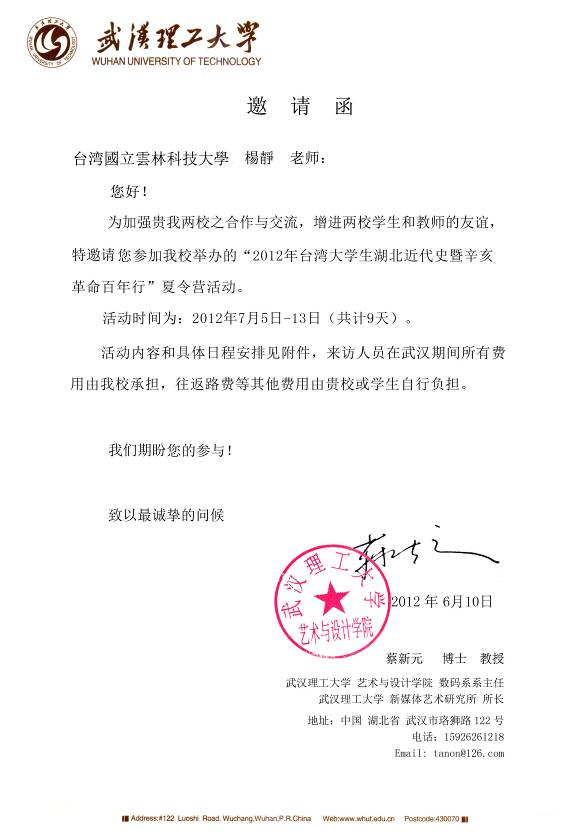 武汉理工大学
WUHAN UNIVERSITY OF TECHNOLOGY
邀 请 函
台湾國立雲林科技大學 楊靜 老师：
您好！
为加强贵我两校之合作与交流，增进两校学生和教师的友谊，
特邀请您参加我校举办的“2012年台湾大学生湖北近代史暨辛亥
革命百年行”夏令营活动。
活动时间为：2012年7月5日-13日（共计9天）。
活动内容和具体日程安排见附件，来访人员在武汉期间所有费
用由我校承担，往返路费等其他费用由贵校或学生自行负担。
我们期盼您的参与！
致以最诚挚的问候
武汉理工大学
艺术与设计学院
2012 年 6月10日
蔡新元 博士 教授
武汉理工大学 艺术与设计学院 数码系系主任
武汉理工大学 新媒体艺术研究所 所长
地址：中国 湖北省 武汉市珞狮路 122 号
电话：15926261218
Email: tanon@126.com
Address:#122 Luoshi Road. Wuchang,Wuhan,P.R.China Web:www.whut.edu.cn Postcode:430070